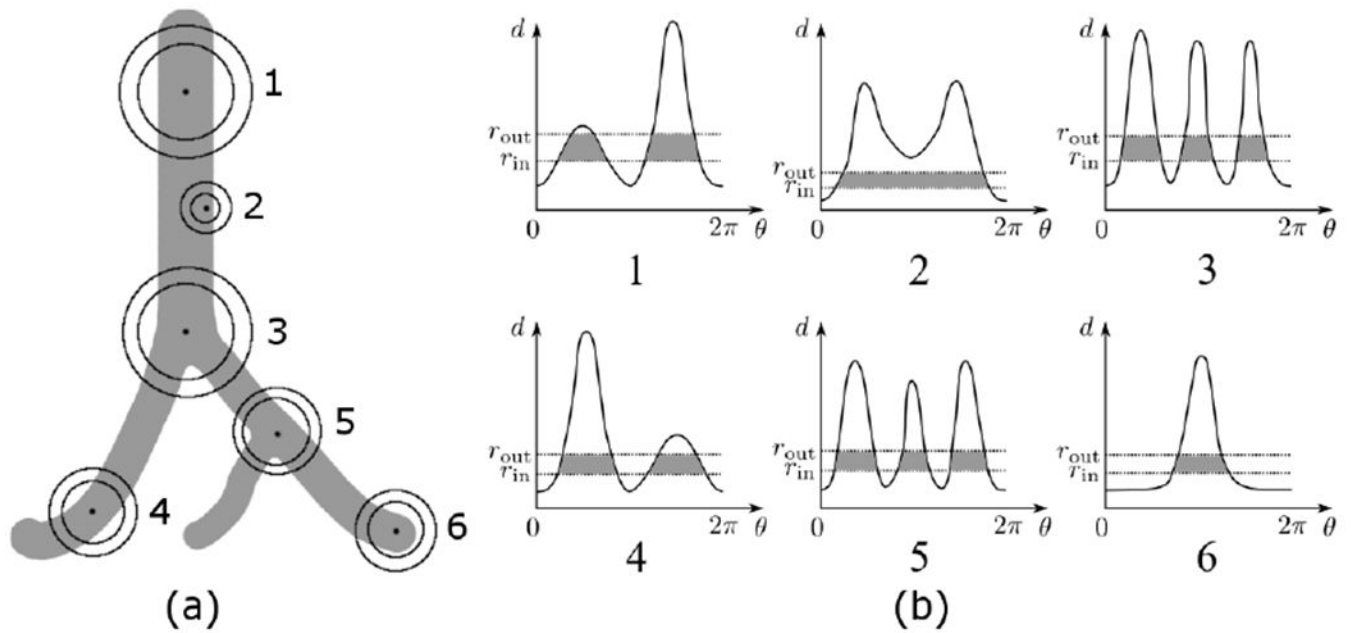 1
2
3
4
5
6
(a)
d
r_out
r_in
0 2π θ
1
d
r_out
r_in
0 2π θ
2
d
r_out
r_in
0 2π θ
3
d
r_out
r_in
0 2π θ
4
d
r_out
r_in
0 2π θ
5
d
r_out
r_in
0 2π θ
6
(b)